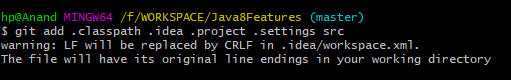 hp@Anand MINGW64 /f/WORKSPACE/Java8Features (master)
$ git add .classpath .idea .project .settings src
warning: LF will be replaced by CRLF in .idea/workspace.xml.
The file will have its original line endings in your working directory